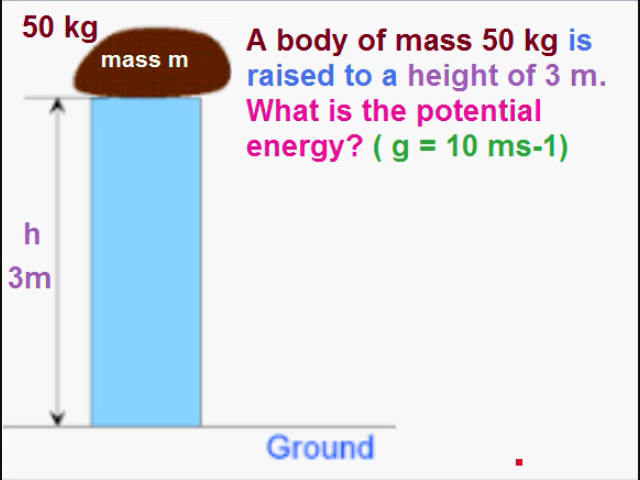 50 kg
mass m
A body of mass 50 kg is
raised to a height of 3 m.
What is the potential
energy? ( g = 10 ms-1)
h
3m
Ground